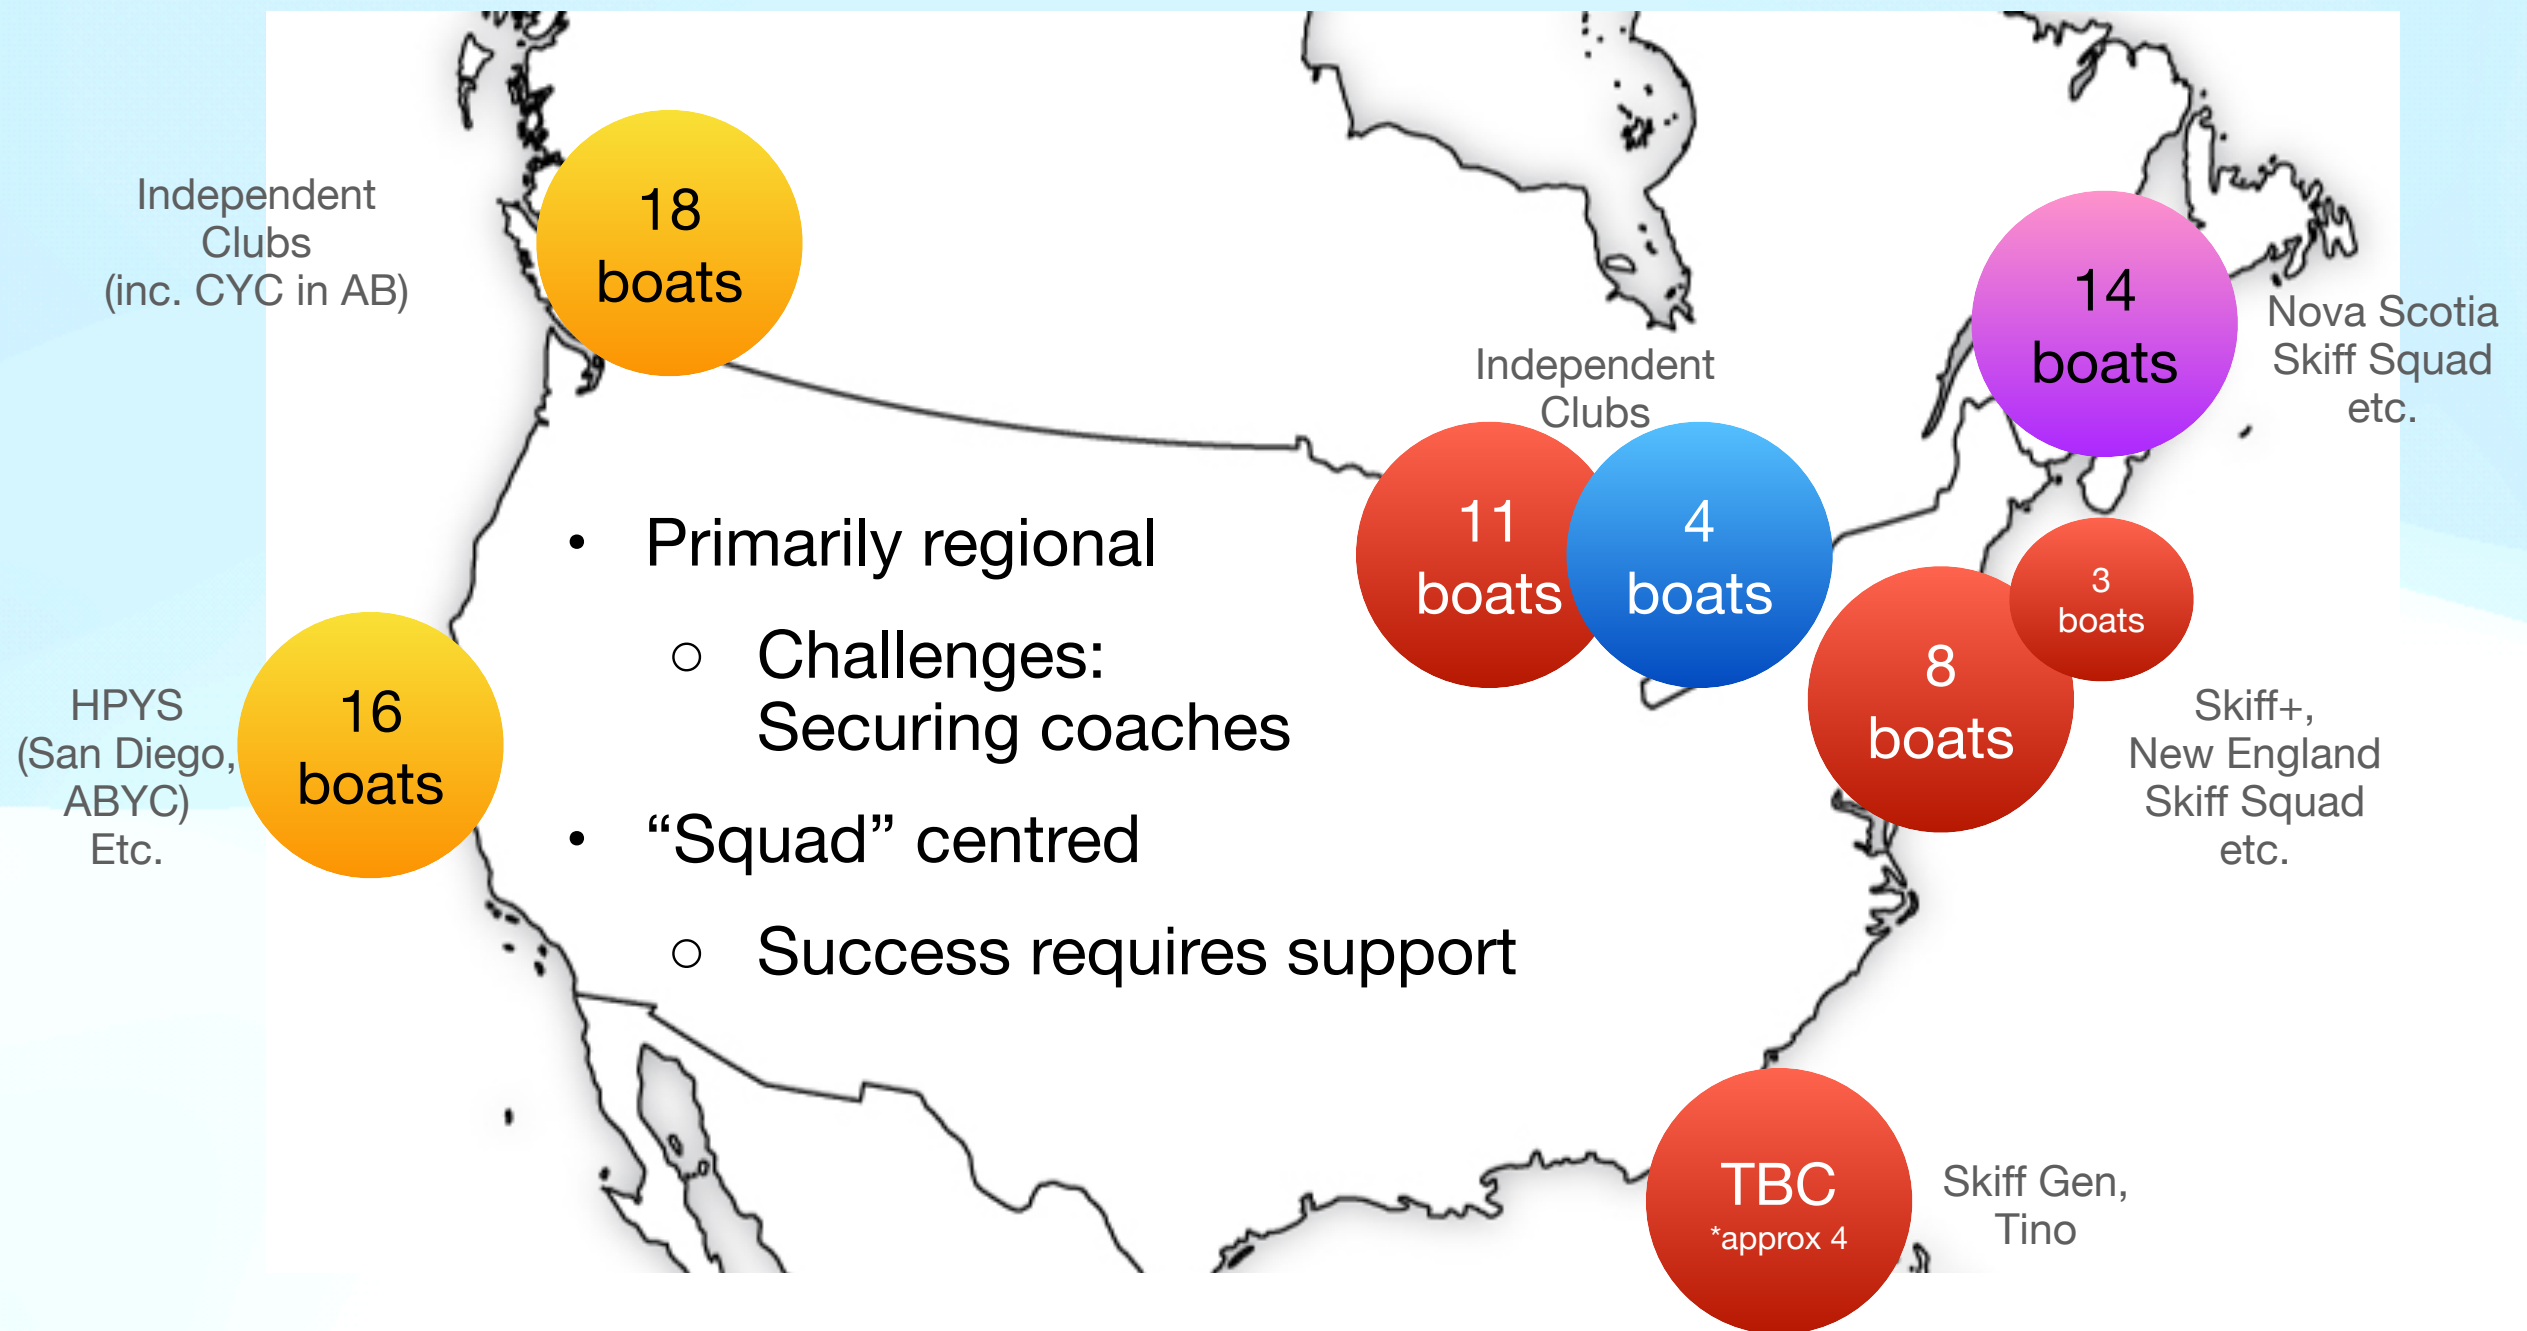 Independent
Clubs
(inc. CYC in AB)
18
boats
14
boats
Nova Scotia
Skiff Squad
etc.
Independent
Clubs
11
boats
4
boats
3
boats
8
boats
Skiff+,
New England
Skiff Squad
etc.
HPYS
(San Diego,
ABYC)
Etc.
16
boats
• Primarily regional
○ Challenges:
Securing coaches
• “Squad” centred
○ Success requires support
TBC
*approx 4
Skiff Gen,
Tino